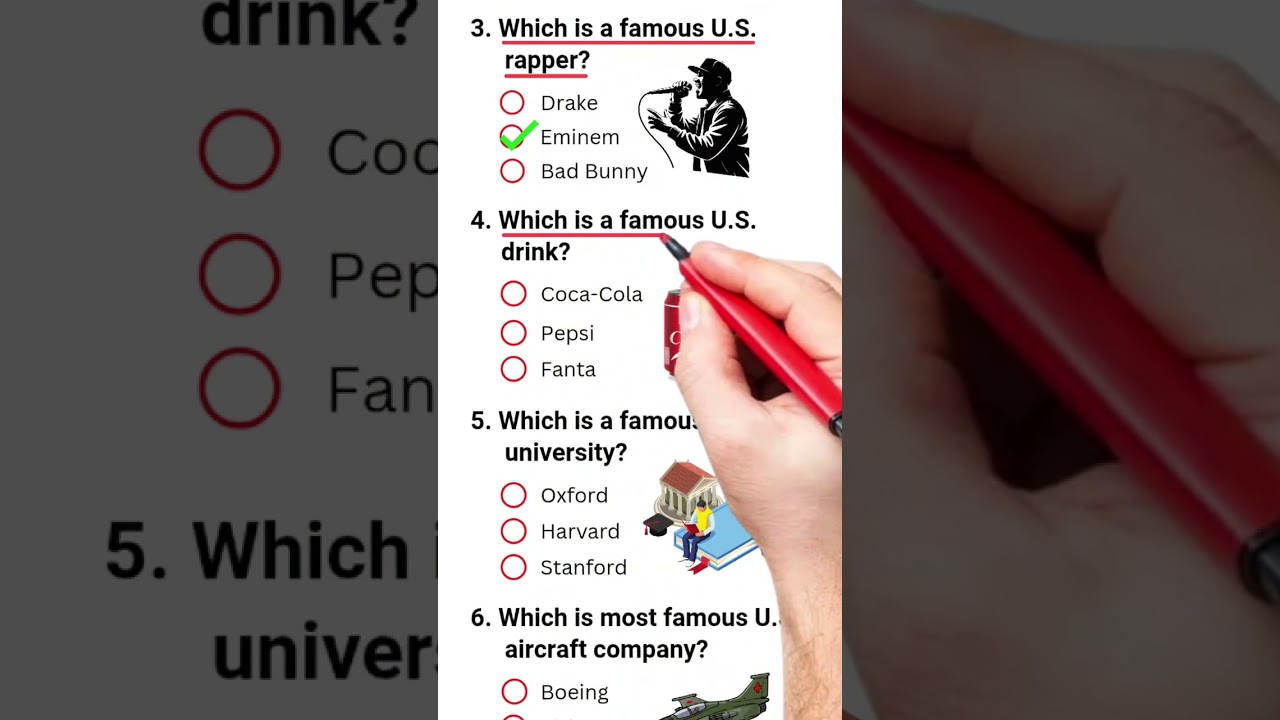 drink?
3. Which is a famous U.S.
rapper?
Drake
Eminem
Bad Bunny
4. Which is a famous U.S.
drink?
Coca-Cola
Pepsi
Fanta
5. Which is a famous
university?
Oxford
Harvard
Stanford
6. Which is most famous U.
aircraft company?
Boeing
Coc
Pep
Fan
5. Which
univer